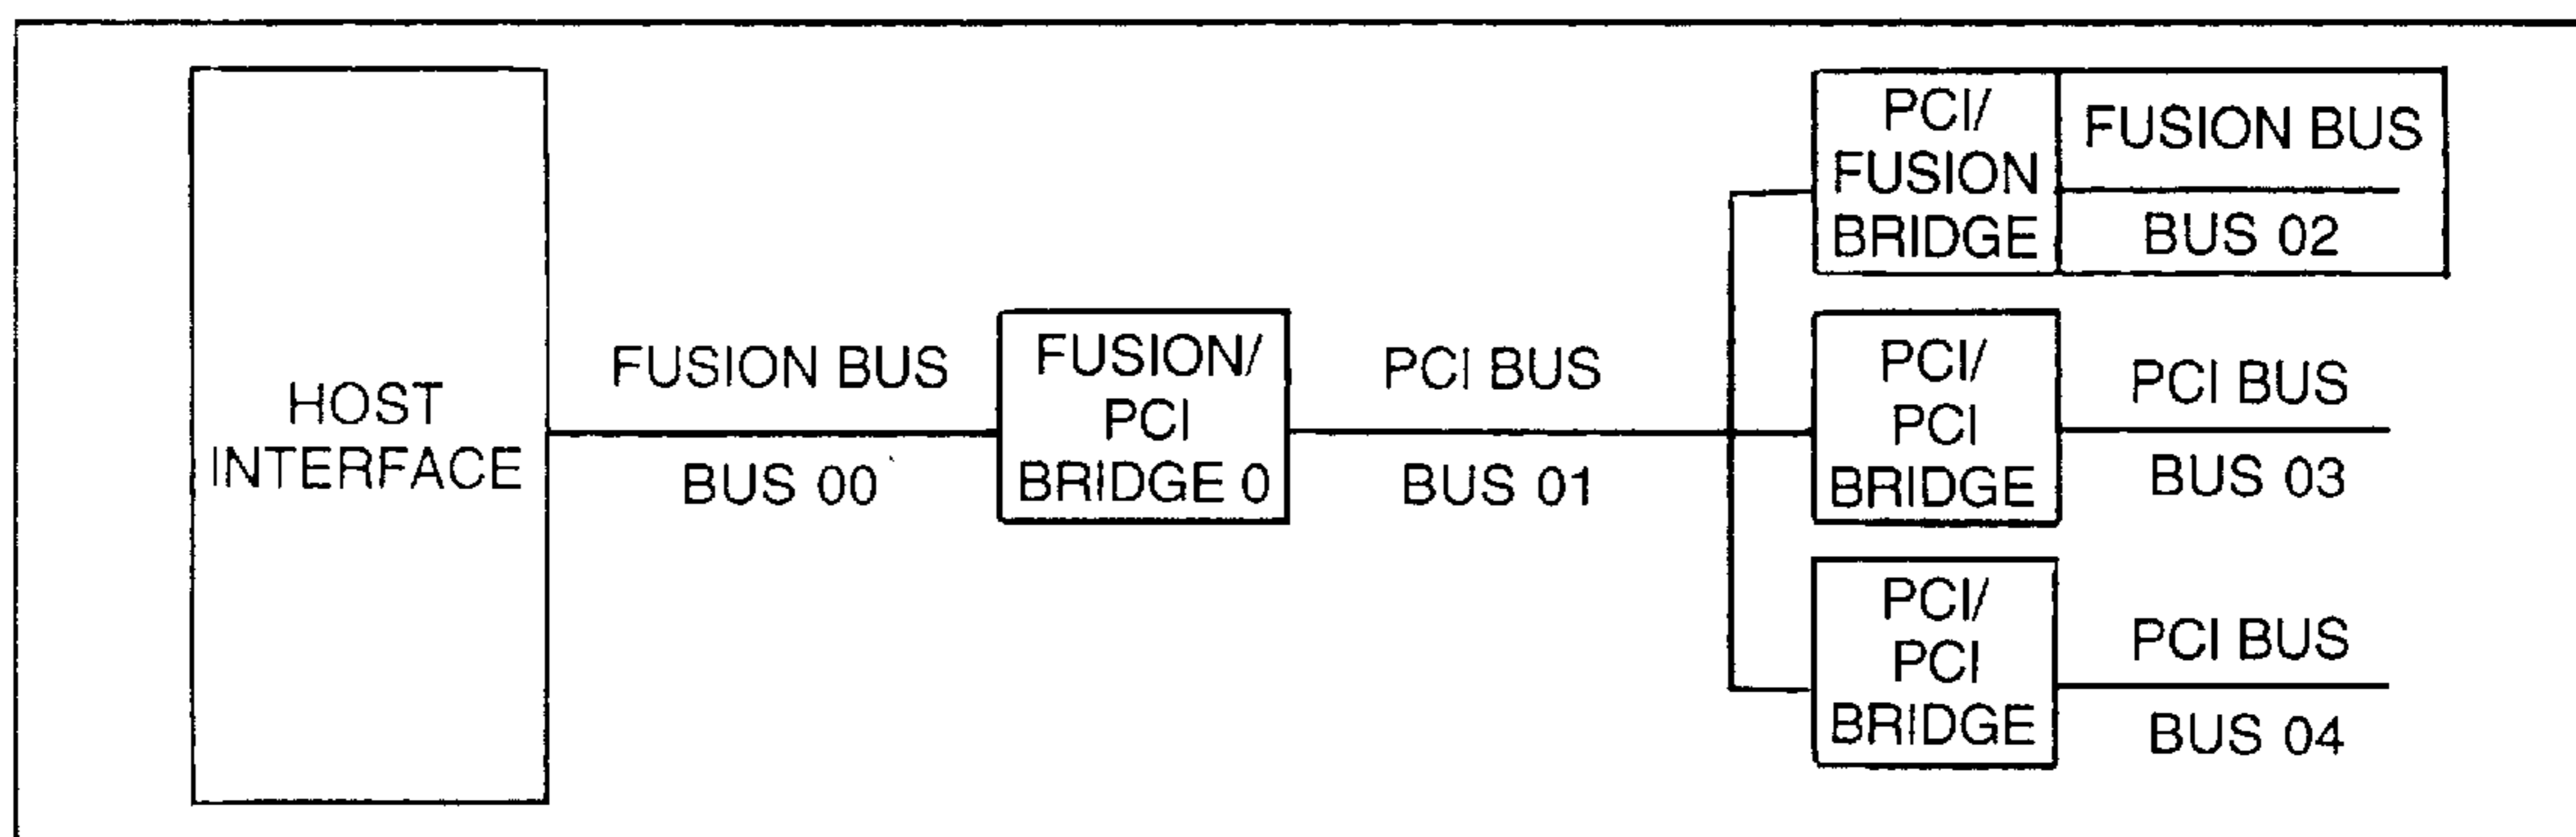 HOST
INTERFACE
FUSION BUS
BUS 00
FUSION/
PCI
BRIDGE 0
PCI BUS
BUS 01
PCI/
FUSION
BRIDGE
FUSION BUS
BUS 02
PCI/
PCI
BRIDGE
PCI BUS
BUS 03
PCI/
PCI
BRIDGE
PCI BUS
BUS 04